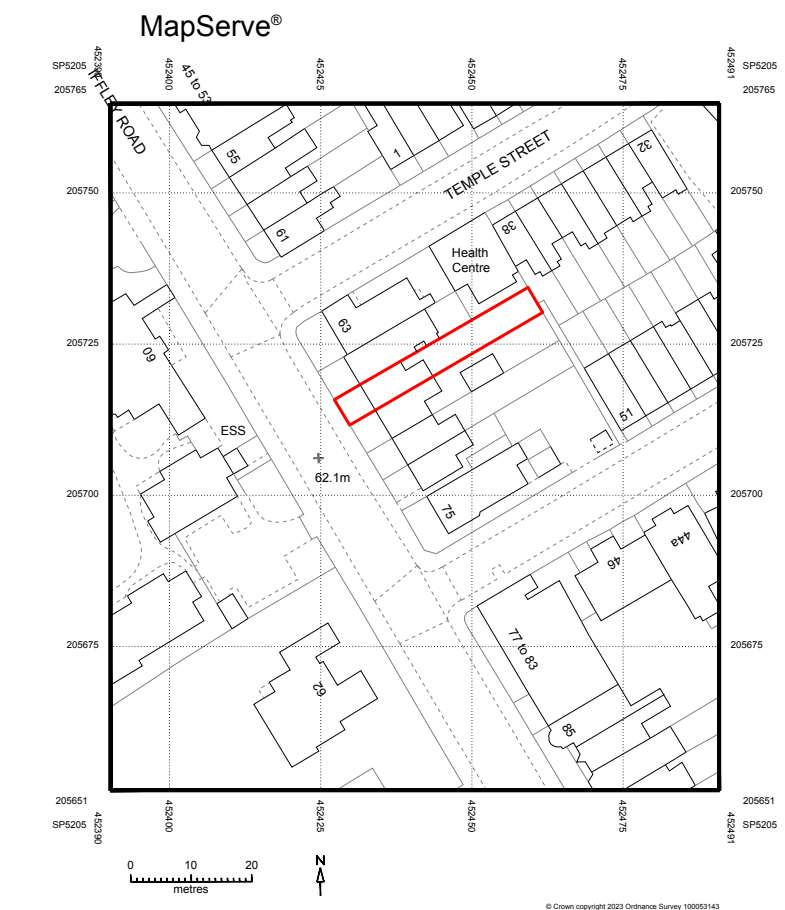 MapServe®
SP5205
205765
452390
452400
452425
452450
452475
452491
SP5205
205765
IFFLEY ROAD
45 to 53
55
61
1
TEMPLE STREET
32
38
Health
Centre
205750
205750
63
60
205725
205725
51
ESS
62.1m
75
205700
205700
46
44a
77 to 83
205675
205675
62
85
205651
SP5205
452390
452400
452425
452450
452475
452491
205651
SP5205
0 10 20
metres
N
© Crown copyright 2023 Ordnance Survey 100053143